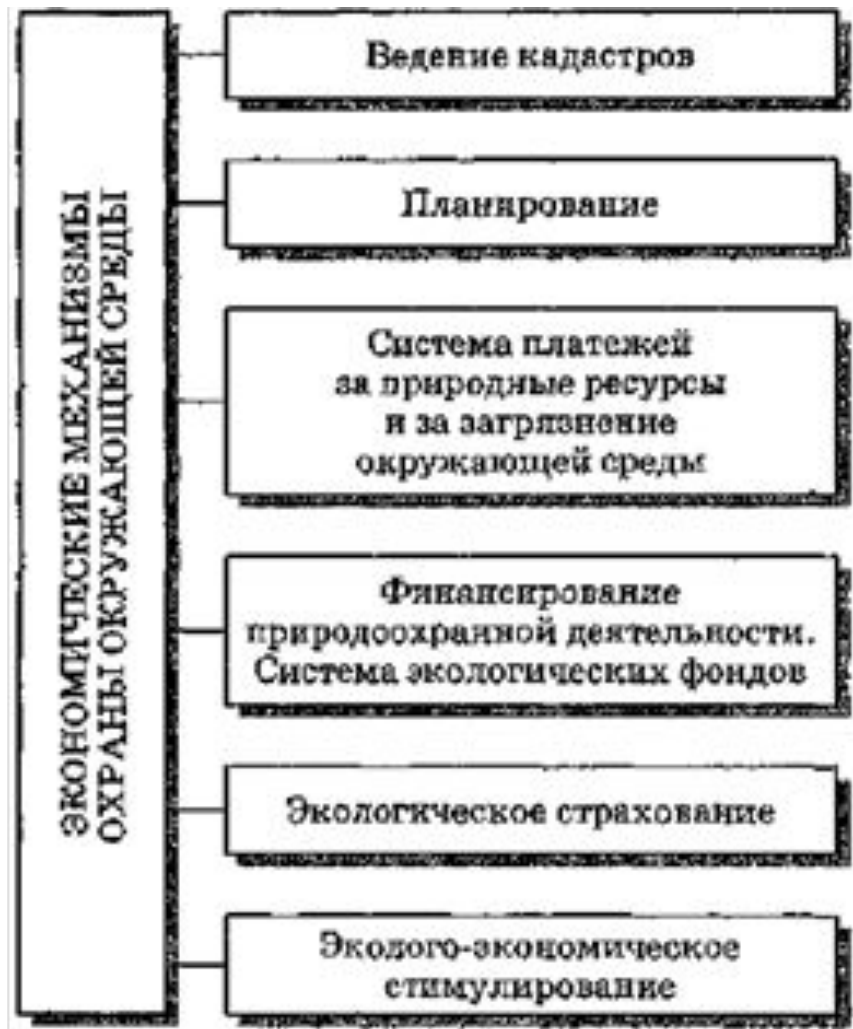 ЭКОНОМИЧЕСКИЕ МЕХАНИЗМЫ
ОХРАНЫ ОКРУЖАЮЩЕЙ СРЕДЫ
Ведение кадастров
Планирование
Система платежей
за природные ресурсы
и за загрязнение
окружающей среды
Финансирование
природоохранной деятельности.
Система экологических фондов
Экологическое страхование
Эколого-экономическое
стимулирование